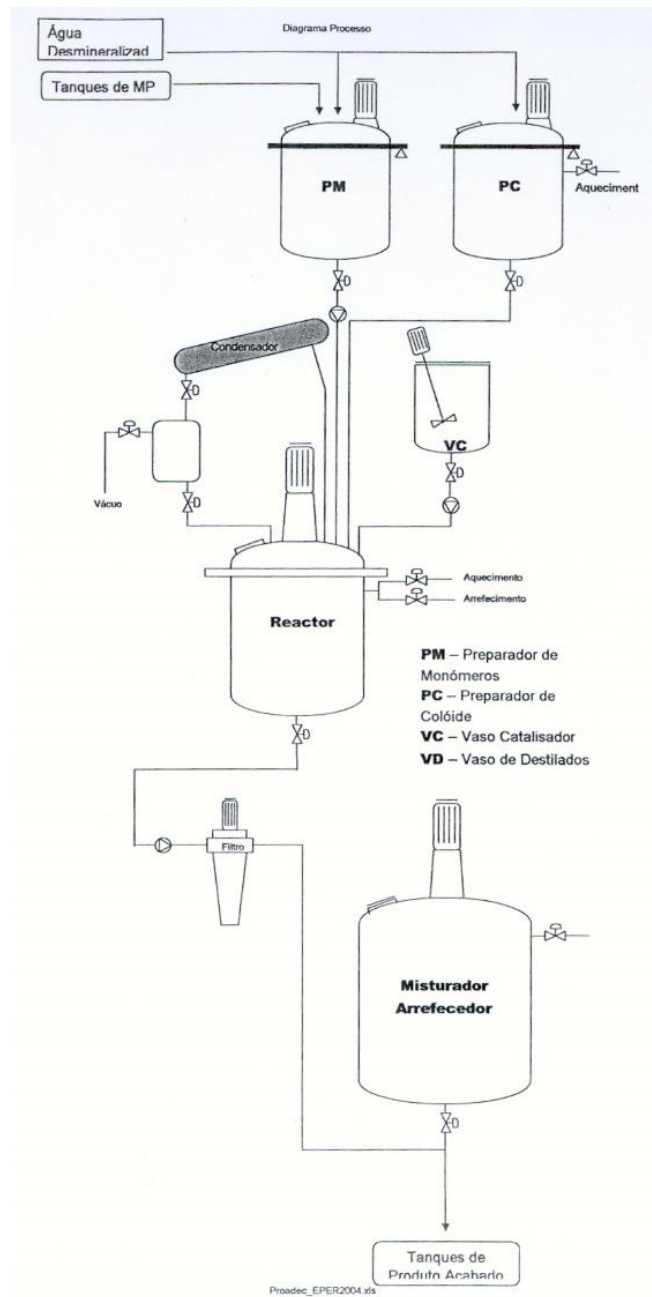 Diagrama Processo
Água
Desmineralizad
Tanques de MP
PM
PC
Aqueciment
D
D
Condensador
D
VC
D
Vácuo
D
Aquecimento
Arrefecimento
Reactor
PM – Preparador de
Monómeros
PC – Preparador de
Colóide
VC – Vaso Catalisador
VD – Vaso de Destilados
D
Filtro
Misturador
Arrefecedor
D
Tanques de
Produto Acabado
Proadec_EPER2004.xls